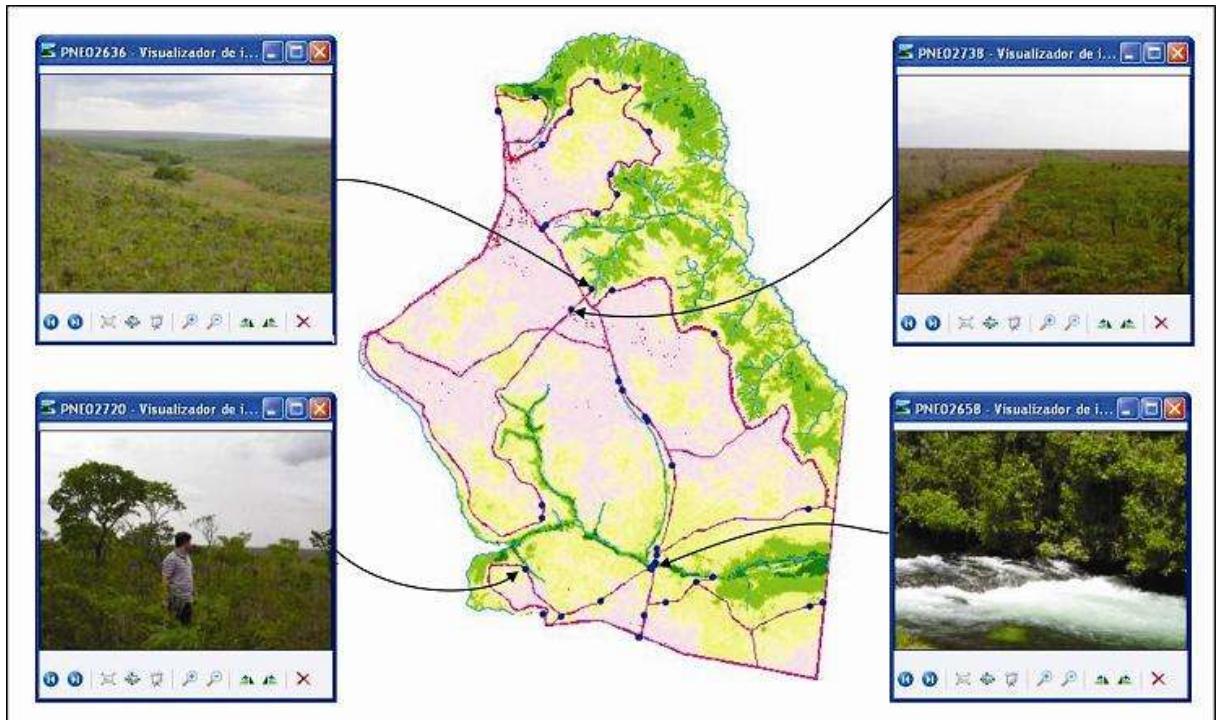 PNE02636 - Visualizador de i...
PNE02738 - Visualizador de i...
PNE02720 - Visualizador de i...
PNE02658 - Visualizador de i...